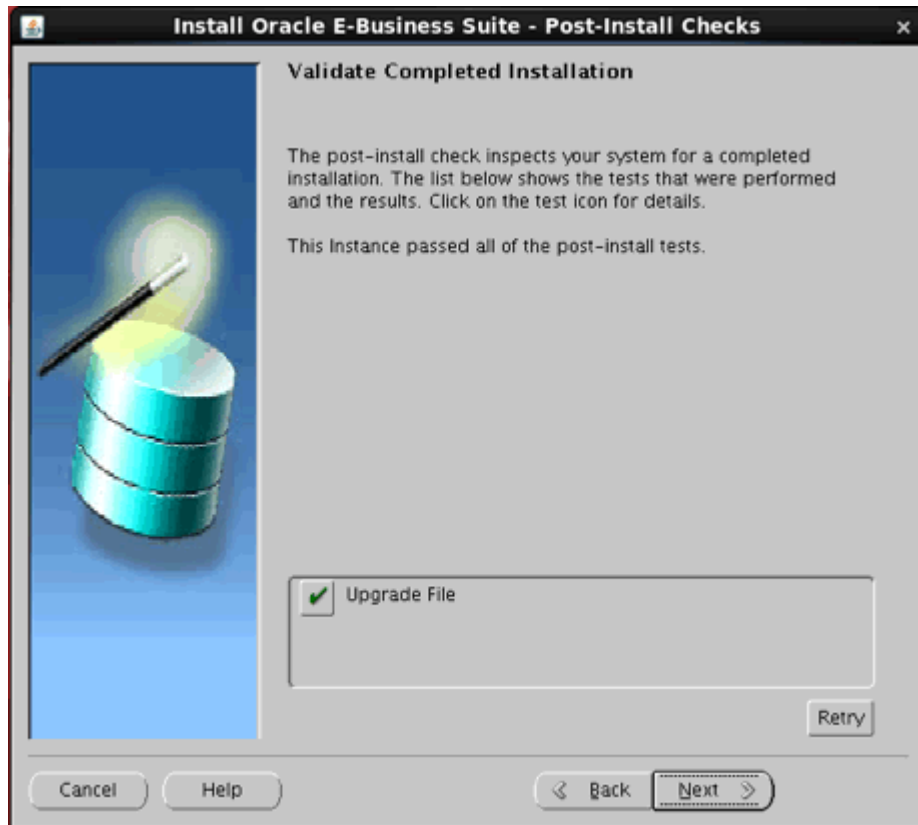 Install Oracle E-Business Suite - Post-Install Checks
Validate Completed Installation
The post-install check inspects your system for a completed
installation. The list below shows the tests that were performed
and the results. Click on the test icon for details.
This Instance passed all of the post-install tests.
Upgrade File
Retry
Cancel
Help
Back
Next